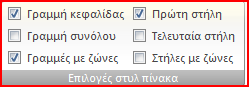 Γραμμή κεφαλίδας Πρώτη στήλη
Γραμμή συνόλου Τελευταία στήλη
Γραμμές με ζώνες Στήλες με ζώνες
Επιλογές στυλ πίνακα